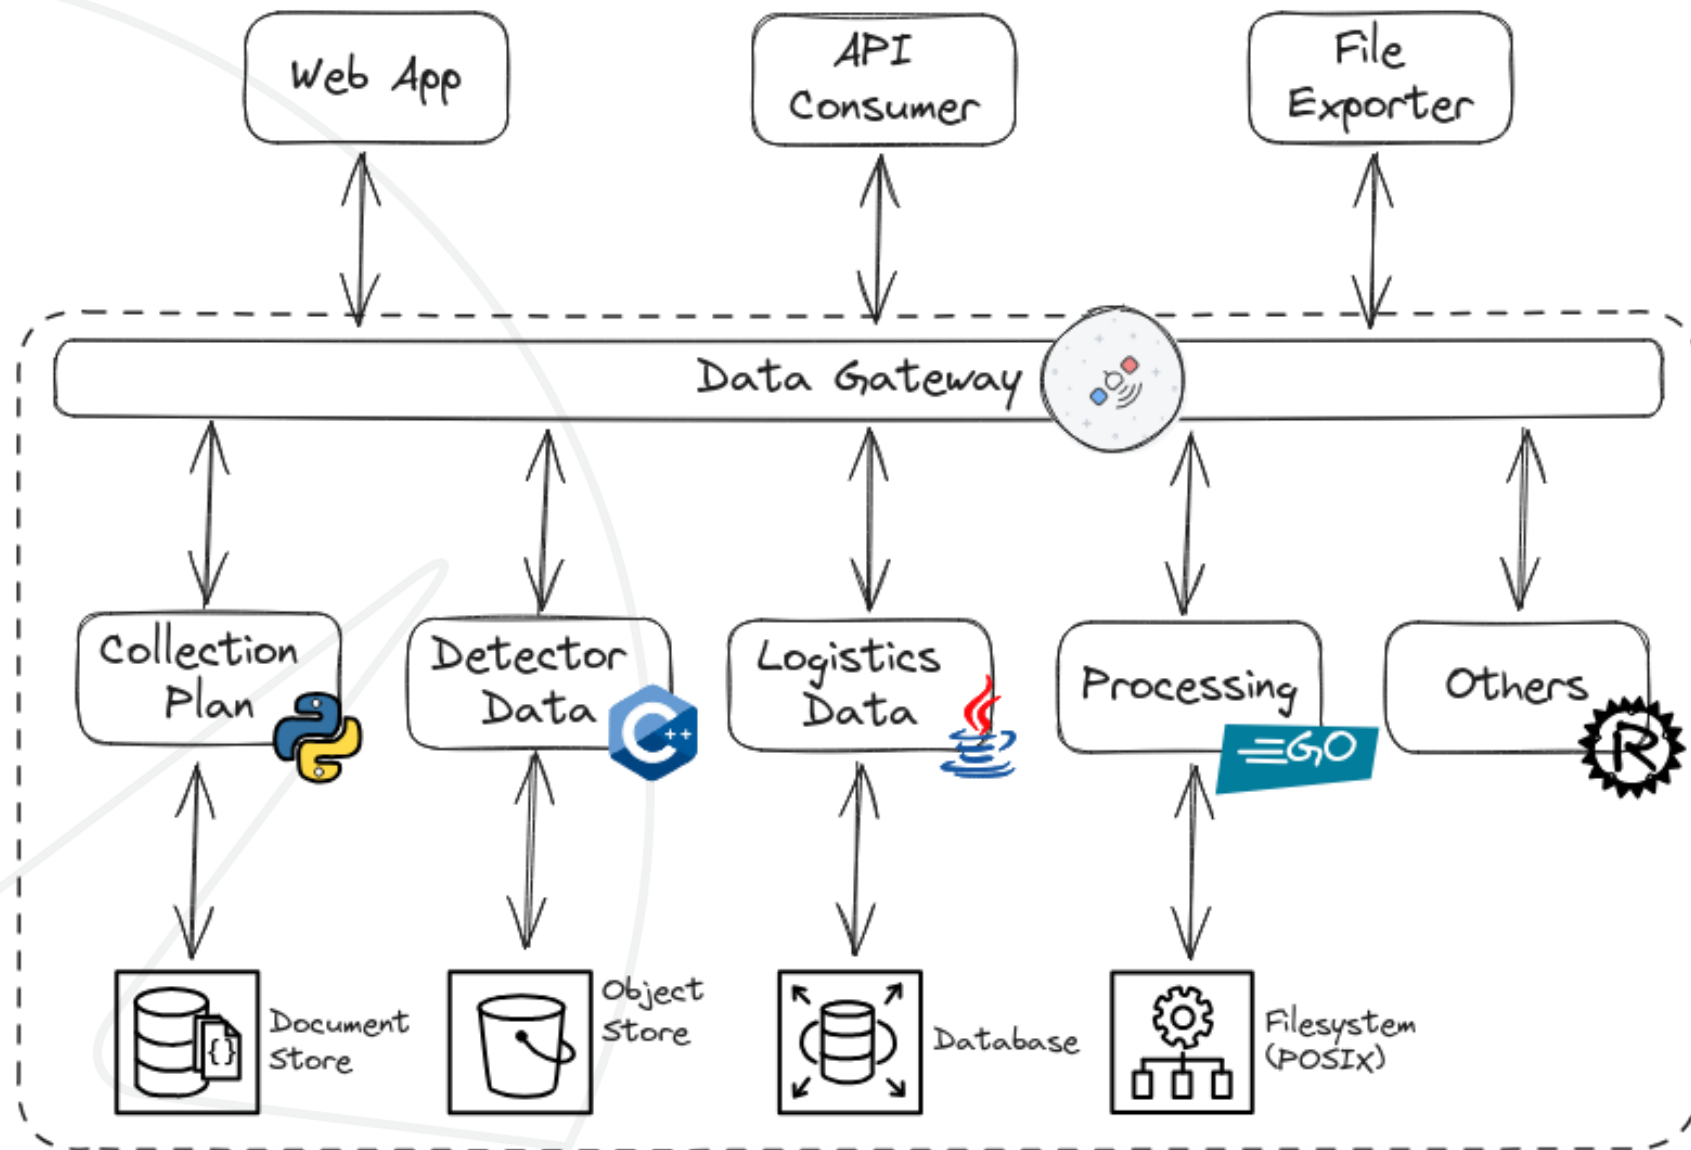 Web App
API
Consumer
File
Exporter
Data Gateway
Collection
Plan
Detector
Data
C++
Logistics
Data
Processing
GO
Others
R
Document
Store
{}
Object
Store
Database
Filesystem
(POSIX)